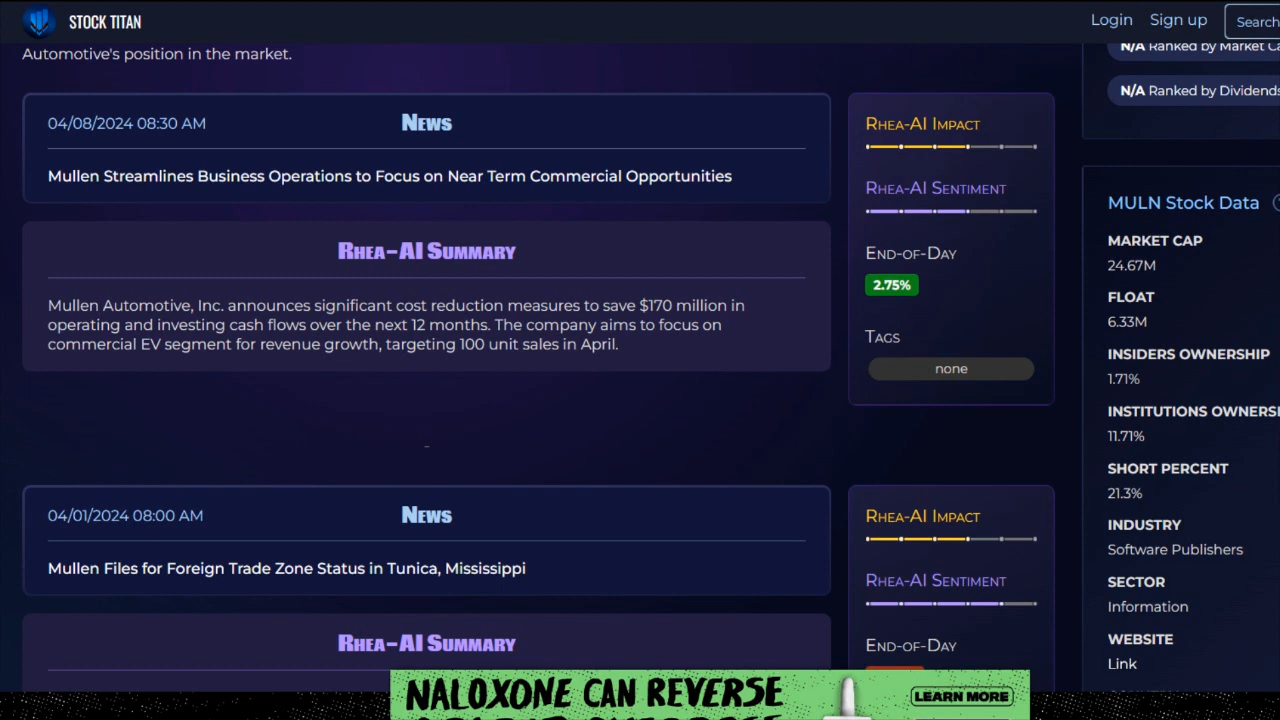 STOCK TITAN
Login Sign up Search
Automotive's position in the market.
N/A Ranked by Market
N/A Ranked by Dividends
04/08/2024 08:30 AM
News
Mullen Streamlines Business Operations to Focus on Near Term Commercial Opportunities
Rhea-AI Summary
Mullen Automotive, Inc. announces significant cost reduction measures to save $170 million in
operating and investing cash flows over the next 12 months. The company aims to focus on
commercial EV segment for revenue growth, targeting 100 unit sales in April.
Rhea-AI Impact
Rhea-AI Sentiment
End-of-Day
2.75%
Tags
none
MULN Stock Data
MARKET CAP
24.67M
FLOAT
6.33M
INSIDERS OWNERSHIP
1.71%
INSTITUTIONS
11.71%
SHORT PERCENT
21.3%
INDUSTRY
Software Publishers
SECTOR
Information
WEBSITE
Link
04/01/2024 08:00 AM
News
Mullen Files for Foreign Trade Zone Status in Tunica, Mississippi
Rhea-AI Summary
Rhea-AI Impact
Rhea-AI Sentiment
End-of-Day
NALOXONE CAN REVERSE
LEARN MORE